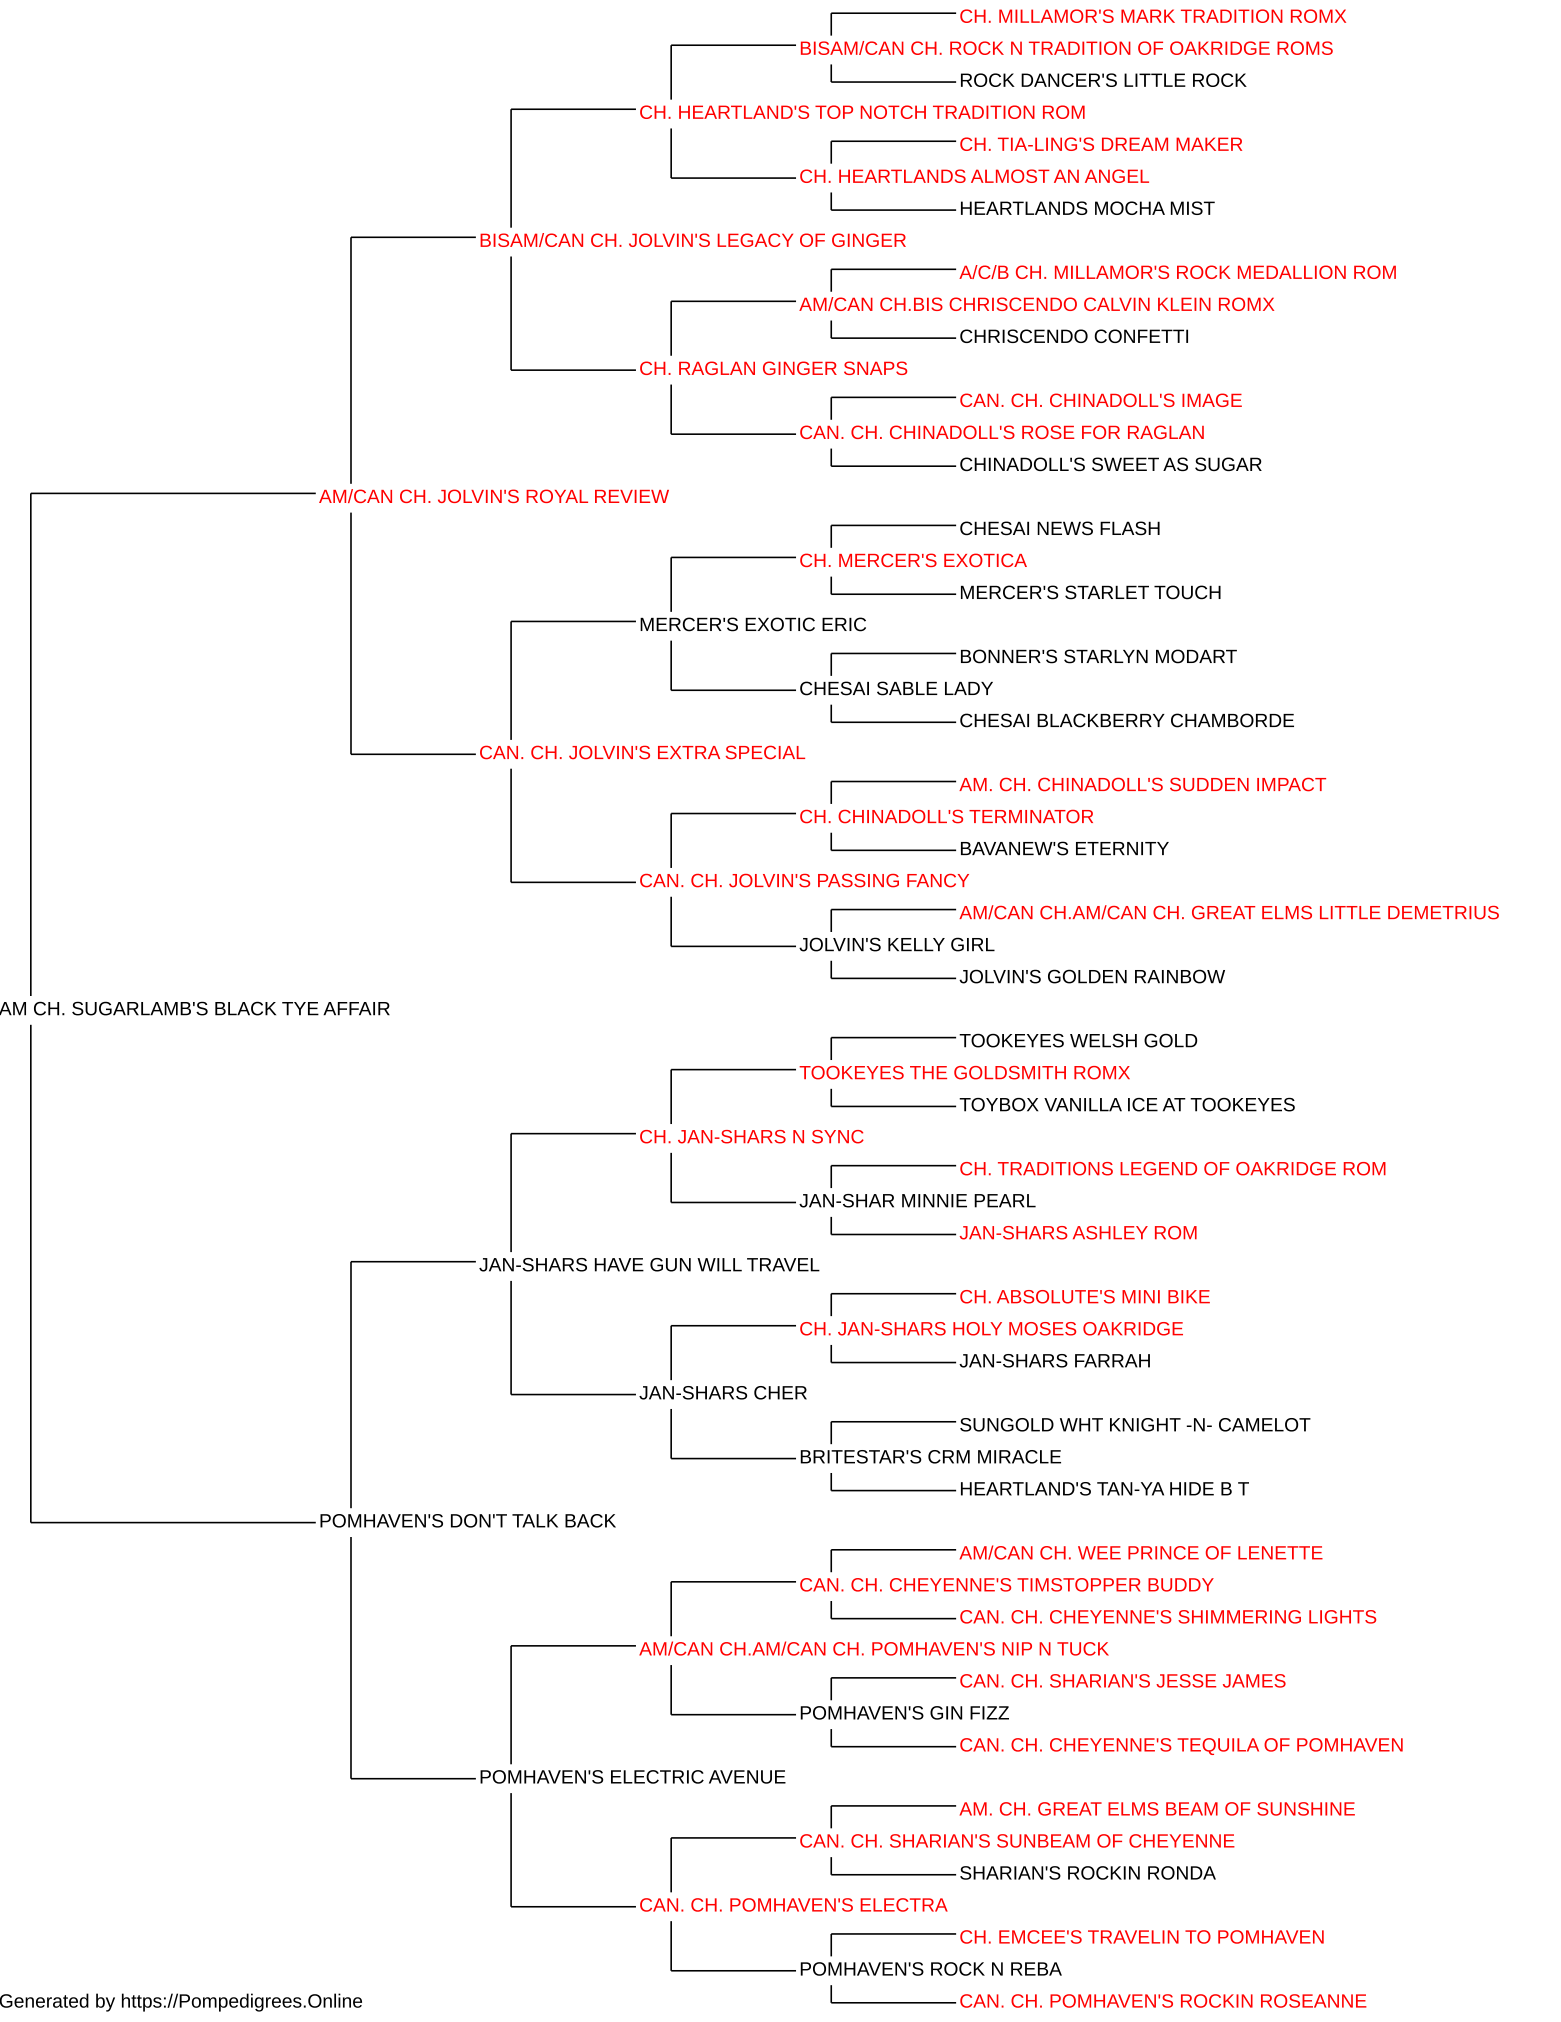 CH. MILLAMOR'S MARK TRADITION ROMX
BISAM/CAN CH. ROCK N TRADITION OF OAKRIDGE ROMS
ROCK DANCER'S LITTLE ROCK
CH. HEARTLAND'S TOP NOTCH TRADITION ROM
CH. TIA-LING'S DREAM MAKER
CH. HEARTLANDS ALMOST AN ANGEL
HEARTLANDS MOCHA MIST
BISAM/CAN CH. JOLVIN'S LEGACY OF GINGER
A/C/B CH. MILLAMOR'S ROCK MEDALLION ROM
AM/CAN CH.BIS CHRISCENDO CALVIN KLEIN ROMX
CHRISCENDO CONFETTI
CH. RAGLAN GINGER SNAPS
CAN. CH. CHINADOLL'S IMAGE
CAN. CH. CHINADOLL'S ROSE FOR RAGLAN
CHINADOLL'S SWEET AS SUGAR
AM/CAN CH. JOLVIN'S ROYAL REVIEW
CHESAI NEWS FLASH
CH. MERCER'S EXOTICA
MERCER'S STARLET TOUCH
MERCER'S EXOTIC ERIC
BONNER'S STARLYN MODART
CHESAI SABLE LADY
CHESAI BLACKBERRY CHAMBORDE
CAN. CH. JOLVIN'S EXTRA SPECIAL
AM. CH. CHINADOLL'S SUDDEN IMPACT
CH. CHINADOLL'S TERMINATOR
BAVANEW'S ETERNITY
CAN. CH. JOLVIN'S PASSING FANCY
AM/CAN CH.AM/CAN CH. GREAT ELMS LITTLE DEMETRIUS
JOLVIN'S KELLY GIRL
JOLVIN'S GOLDEN RAINBOW
AM CH. SUGARLAMB'S BLACK TYE AFFAIR
TOOKEYES WELSH GOLD
TOOKEYES THE GOLDSMITH ROMX
TOYBOX VANILLA ICE AT TOOKEYES
CH. JAN-SHARS N SYNC
CH. TRADITIONS LEGEND OF OAKRIDGE ROM
JAN-SHAR MINNIE PEARL
JAN-SHARS ASHLEY ROM
JAN-SHARS HAVE GUN WILL TRAVEL
CH. ABSOLUTE'S MINI BIKE
CH. JAN-SHARS HOLY MOSES OAKRIDGE
JAN-SHARS FARRAH
JAN-SHARS CHER
SUNGOLD WHT KNIGHT -N- CAMELOT
BRITESTAR'S CRM MIRACLE
HEARTLAND'S TAN-YA HIDE B T
POMHAVEN'S DON'T TALK BACK
AM/CAN CH. WEE PRINCE OF LENETTE
CAN. CH. CHEYENNE'S TIMSTOPPER BUDDY
CAN. CH. CHEYENNE'S SHIMMERING LIGHTS
AM/CAN CH.AM/CAN CH. POMHAVEN'S NIP N TUCK
CAN. CH. SHARIAN'S JESSE JAMES
POMHAVEN'S GIN FIZZ
CAN. CH. CHEYENNE'S TEQUILA OF POMHAVEN
POMHAVEN'S ELECTRIC AVENUE
AM. CH. GREAT ELMS BEAM OF SUNSHINE
CAN. CH. SHARIAN'S SUNBEAM OF CHEYENNE
SHARIAN'S ROCKIN RONDA
CAN. CH. POMHAVEN'S ELECTRA
CH. EMCEE'S TRAVELIN TO POMHAVEN
POMHAVEN'S ROCK N REBA
CAN. CH. POMHAVEN'S ROCKIN ROSEANNE
Generated by https://Pompedigrees.Online